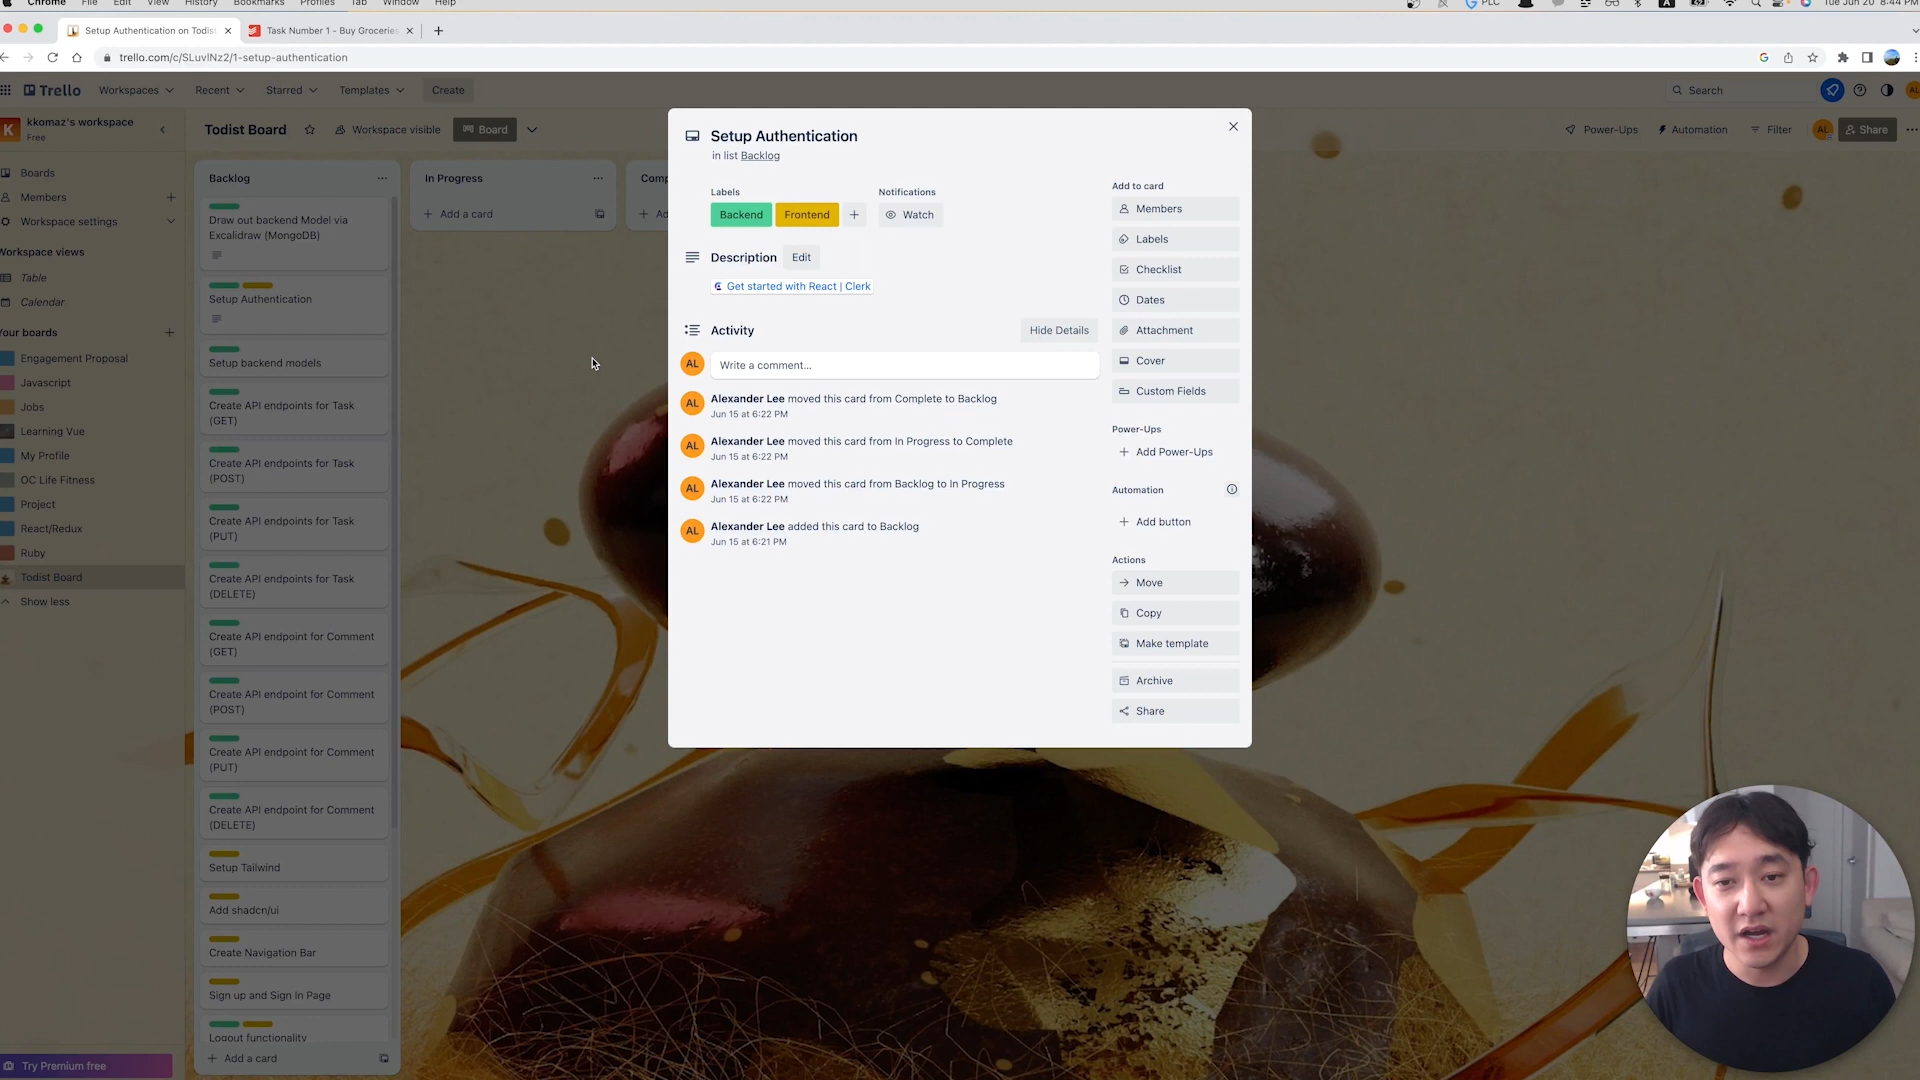 Chrome File Edit View History Bookmarks Profiles Tab Window Help
PLC A Tue Jun 20 8:44 PM
Setup Authentication on Todist
Task Number 1 - Buy Groceries
trello.com/c/SLuvlNz2/1-setup-authentication
Trello Workspaces Recent Starred Templates Create
Search
K kkomaz's workspace
Free
Todist Board Workspace visible Board
Power-Ups Automation Filter AL Share
Boards
Members
Workspace settings
Workspace views
Table
Calendar
Your boards
Engagement Proposal
Javascript
Jobs
Learning Vue
My Profile
OC Life Fitness
Project
React/Redux
Ruby
Todist Board
Show less
Try Premium free
Backlog
Draw out backend Model via
Excalidraw (MongoDB)
Setup Authentication
Setup backend models
Create API endpoints for Task
(GET)
Create API endpoints for Task
(POST)
Create API endpoints for Task
(PUT)
Create API endpoints for Task
(DELETE)
Create API endpoint for Comment
(GET)
Create API endpoint for Comment
(POST)
Create API endpoint for Comment
(PUT)
Create API endpoint for Comment
(DELETE)
Setup Tailwind
Add shadcn/ui
Create Navigation Bar
Sign up and Sign In Page
Logout functionality
Add a card
In Progress
Add a card
Comp
Ad
Setup Authentication
in list Backlog
Labels
Backend Frontend
Notifications
Watch
Description Edit
Get started with React | Clerk
Activity Hide Details
AL Write a comment...
AL Alexander Lee moved this card from Complete to Backlog
Jun 15 at 6:22 PM
AL Alexander Lee moved this card from In Progress to Complete
Jun 15 at 6:22 PM
AL Alexander Lee moved this card from Backlog to In Progress
Jun 15 at 6:22 PM
AL Alexander Lee added this card to Backlog
Jun 15 at 6:21 PM
Add to card
Members
Labels
Checklist
Dates
Attachment
Cover
Custom Fields
Power-Ups
Add Power-Ups
Automation
Add button
Actions
Move
Copy
Make template
Archive
Share